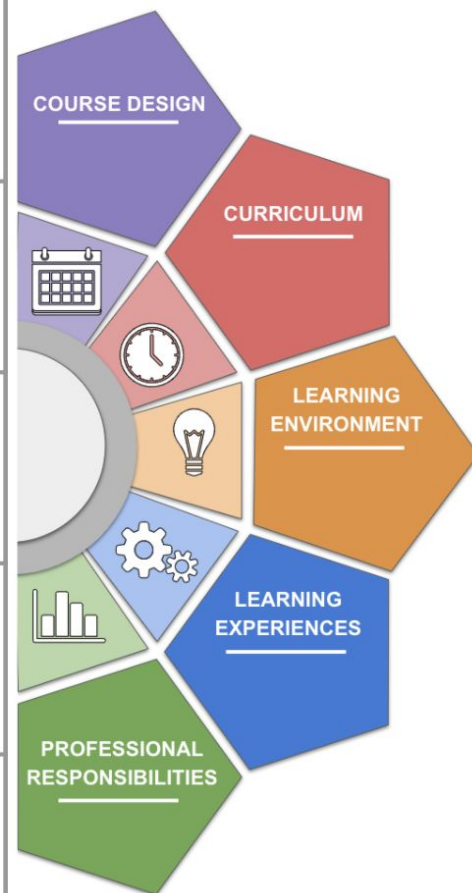 COURSE DESIGN
CURRICULUM
LEARNING
ENVIRONMENT
LEARNING
EXPERIENCES
PROFESSIONAL
RESPONSIBILITIES